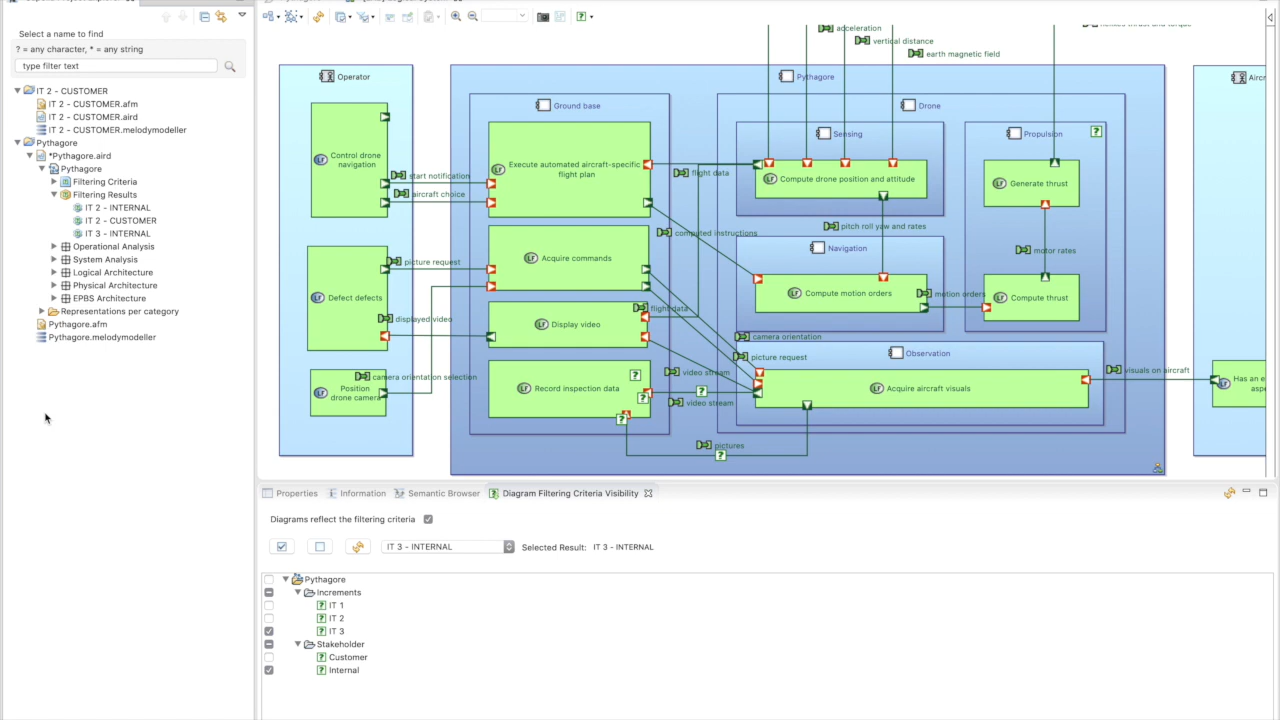 Select a name to find
? = any character, * = any string
type filter text
IT 2 - CUSTOMER
IT 2 - CUSTOMER.afm
IT 2 - CUSTOMER.aird
IT 2 - CUSTOMER.melodymodeller
Pythagore
*Pythagore.aird
Pythagore
Filtering Criteria
Filtering Results
IT 2 - INTERNAL
IT 2 - CUSTOMER
IT 3 - INTERNAL
Operational Analysis
System Analysis
Logical Architecture
Physical Architecture
EPBS Architecture
Representations per category
Pythagore.afm
Pythagore.melodymodeller
acceleration
vertical distance
earth magnetic field
Operator
Pythagore
Ground base
Drone
Sensing
Propulsion
Control drone
navigation
start notification
aircraft choice
Execute automated aircraft-specific
flight plan
flight data
Compute drone position and attitude
Generate thrust
computed instructions
pitch roll yaw and rates
picture request
Acquire commands
Navigation
motor rates
Defect defects
flight data
Compute motion orders
motion orders
Compute thrust
displayed video
Display video
camera orientation
Observation
picture request
camera orientation selection
Position
drone camera
Record inspection data
video stream
video stream
Acquire aircraft visuals
visuals on aircraft
pictures
Properties
Information
Semantic Browser
Diagram Filtering Criteria Visibility
Diagrams reflect the filtering criteria
IT 3 - INTERNAL
Selected Result: IT 3 - INTERNAL
Pythagore
Increments
IT 1
IT 2
IT 3
Stakeholder
Customer
Internal